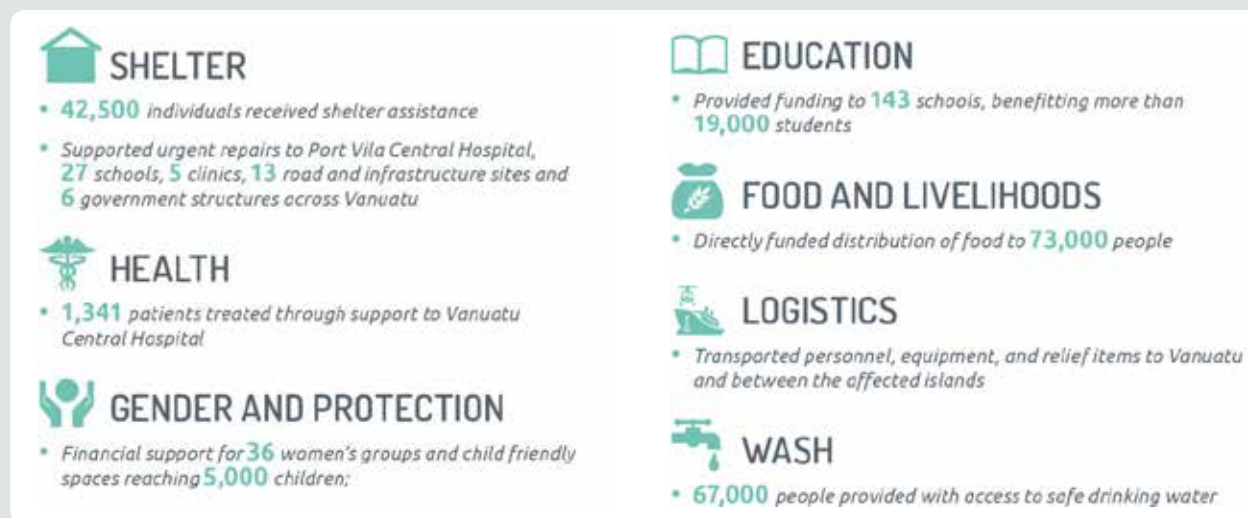 SHELTER
• 42,500 individuals received shelter assistance
• Supported urgent repairs to Port Vila Central Hospital,
27 schools, 5 clinics, 13 road and infrastructure sites and
6 government structures across Vanuatu
HEALTH
• 1,341 patients treated through support to Vanuatu
Central Hospital
GENDER AND PROTECTION
• Financial support for 36 women's groups and child friendly
spaces reaching 5,000 children;
EDUCATION
• Provided funding to 143 schools, benefitting more than
19,000 students
FOOD AND LIVELIHOODS
• Directly funded distribution of food to 73,000 people
LOGISTICS
• Transported personnel, equipment, and relief items to Vanuatu
and between the affected islands
WASH
• 67,000 people provided with access to safe drinking water